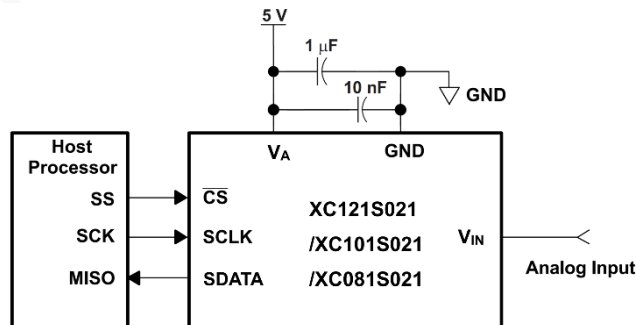 5 V
1 µF
10 nF
GND
Host
Processor
VA
GND
SS
CS
XC121S021
SCK
SCLK
/XC101S021
VIN
MISO
SDATA
/XC081S021
Analog Input